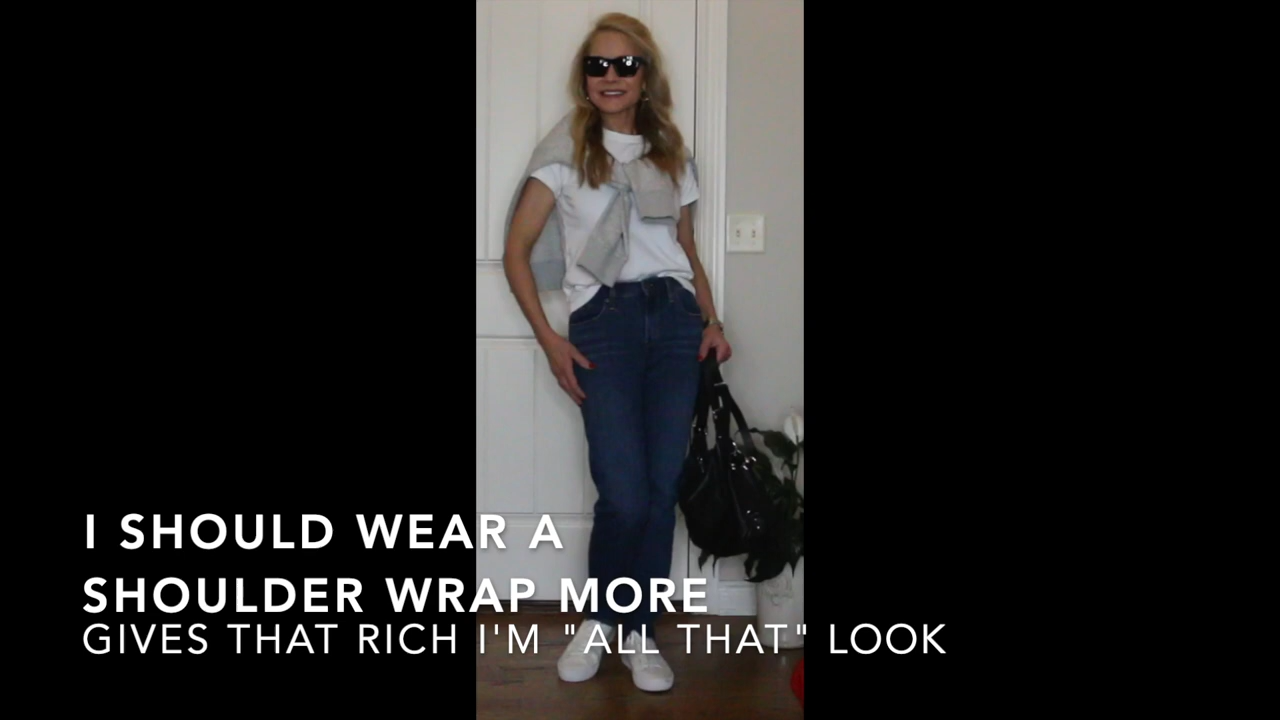 I SHOULD WEAR A
SHOULDER WRAP MORE
GIVES THAT RICH I'M "ALL THAT" LOOK